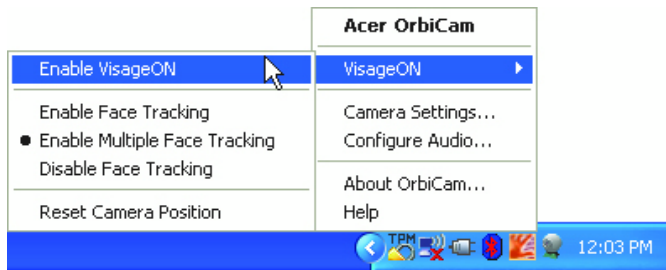 Acer OrbiCam
VisageON
Camera Settings...
Configure Audio...
About OrbiCam...
Help
Enable VisageON
Enable Face Tracking
Enable Multiple Face Tracking
Disable Face Tracking
Reset Camera Position
TPM
12:03 PM